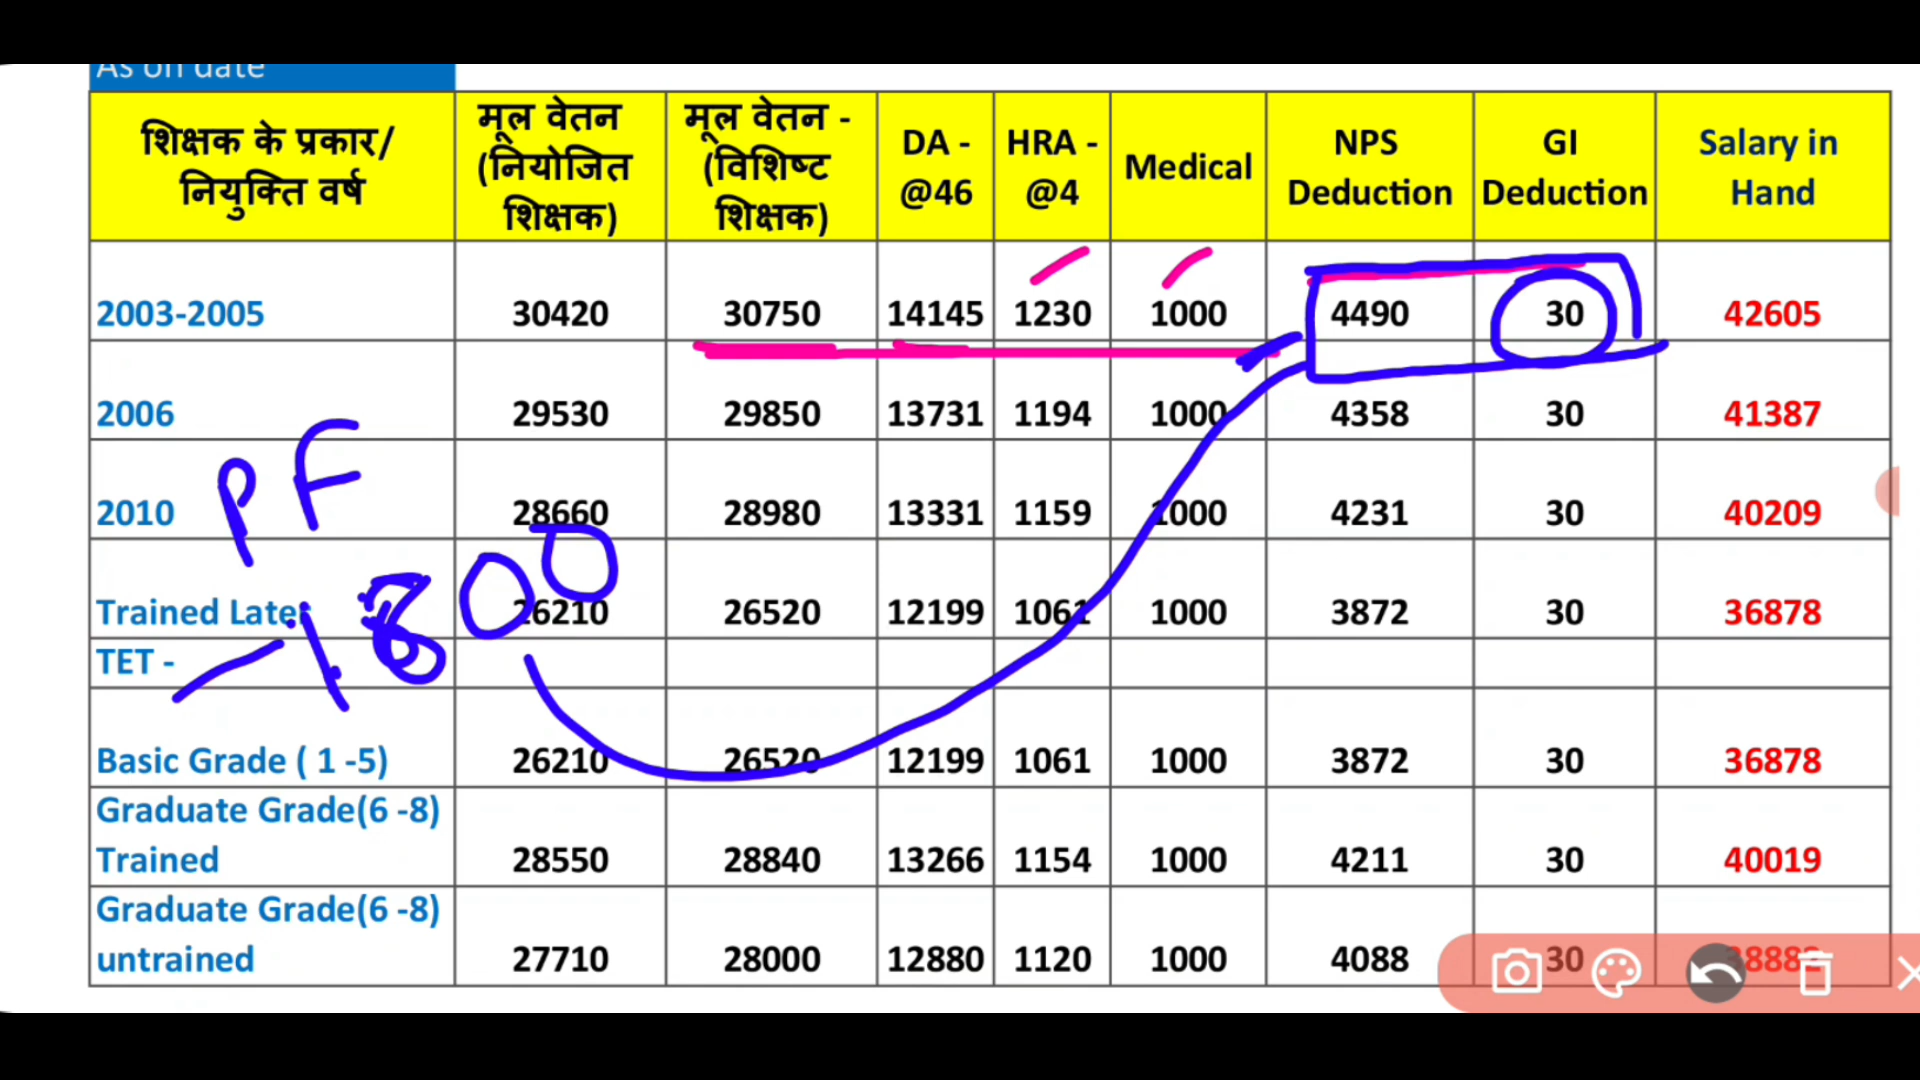 As on date
शिक्षक के प्रकार/ नियुक्ति वर्ष मूल वेतन (नियोजित शिक्षक) मूल वेतन - (विशिष्ट शिक्षक) DA - @46 HRA - @4 Medical NPS Deduction GI Deduction Salary in Hand
2003-2005 30420 30750 14145 1230 1000 4490 30 42605
2006 29530 29850 13731 1194 1000 4358 30 41387
PF
2010 28660 28980 13331 1159 1000 4231 30 40209
Trained Later 26210 26520 12199 1061 1000 3872 30 36878
-1800
TET -
Basic Grade ( 1 -5) 26210 26520 12199 1061 1000 3872 30 36878
Graduate Grade(6 -8) Trained 28550 28840 13266 1154 1000 4211 30 40019
Graduate Grade(6 -8) untrained 27710 28000 12880 1120 1000 4088 30